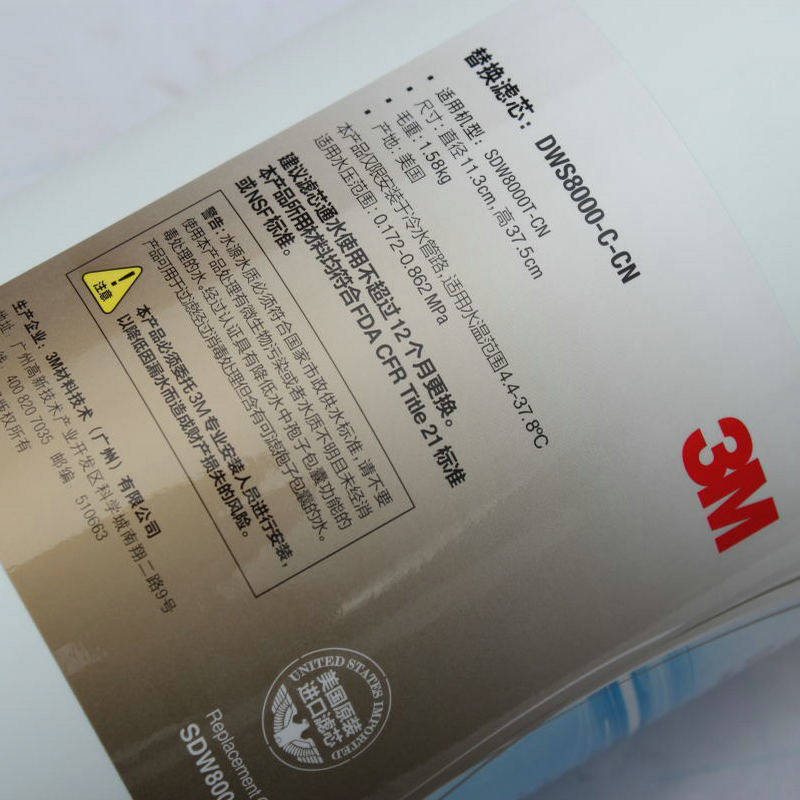 替换滤芯：DWS8000-C-CN
▪ 适用机型：SDW8000T-CN
▪ 尺寸：直径11.3cm, 高37.5cm
▪ 毛重：1.58kg
▪ 产地：美国
本产品仅限安装于冷水管路, 适用水温范围4.4-37.8℃
适用水压范围：0.172-0.862 MPa
建议滤芯通水使用不超过12个月更换。
本产品所用材料均符合FDA CFR Title 21标准
或NSF标准。
警告：水源水质必须符合国家市政供水标准, 请不要
使用本产品处理有微生物污染或者水质不明且未经消
毒处理的水。经过认证具有降低水中孢子包囊功能的
产品可用于过滤经过消毒处理但含有可滤孢子包囊的水。
注意
本产品必须委托3M专业安装人员进行安装，
以降低因漏水而造成财产损失的风险。
生产企业：3M材料技术（广州）有限公司
地址：广州高新技术产业开发区科学城南翔二路9号
400 820 7035 邮编 510663
版权所有
3M
UNITED STATES IMPORTED
美国原装
进口滤芯
Replacement
SDW800